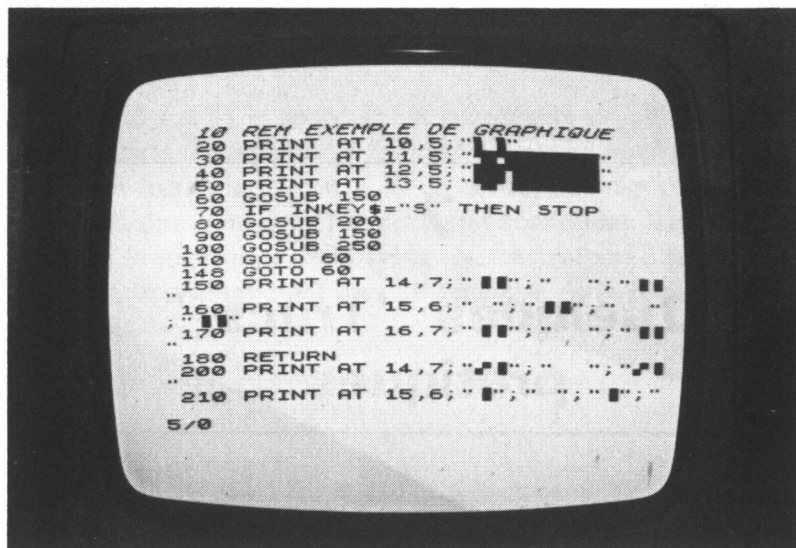 10 REM EXEMPLE DE GRAPHIQUE
20 PRINT AT 10,5;"▌ ▌"
30 PRINT AT 11,5;" "
40 PRINT AT 12,5;" "
50 PRINT AT 13,5;" "
60 GOSUB 150
70 IF INKEY$="S" THEN STOP
80 GOSUB 200
90 GOSUB 150
100 GOSUB 250
110 GOTO 60
148 GOTO 60
150 PRINT AT 14,7;" ▮▮";" ";" ▮▮
"
160 PRINT AT 15,6;" ";" ▮▮";" "
;" ▮▮"
170 PRINT AT 16,7;" ▮▮";" ";" ▮▮
"
180 RETURN
200 PRINT AT 14,7;"▞▮";" ";"▞▮
"
210 PRINT AT 15,6;" ▮";" ";" ▮";"
5/0